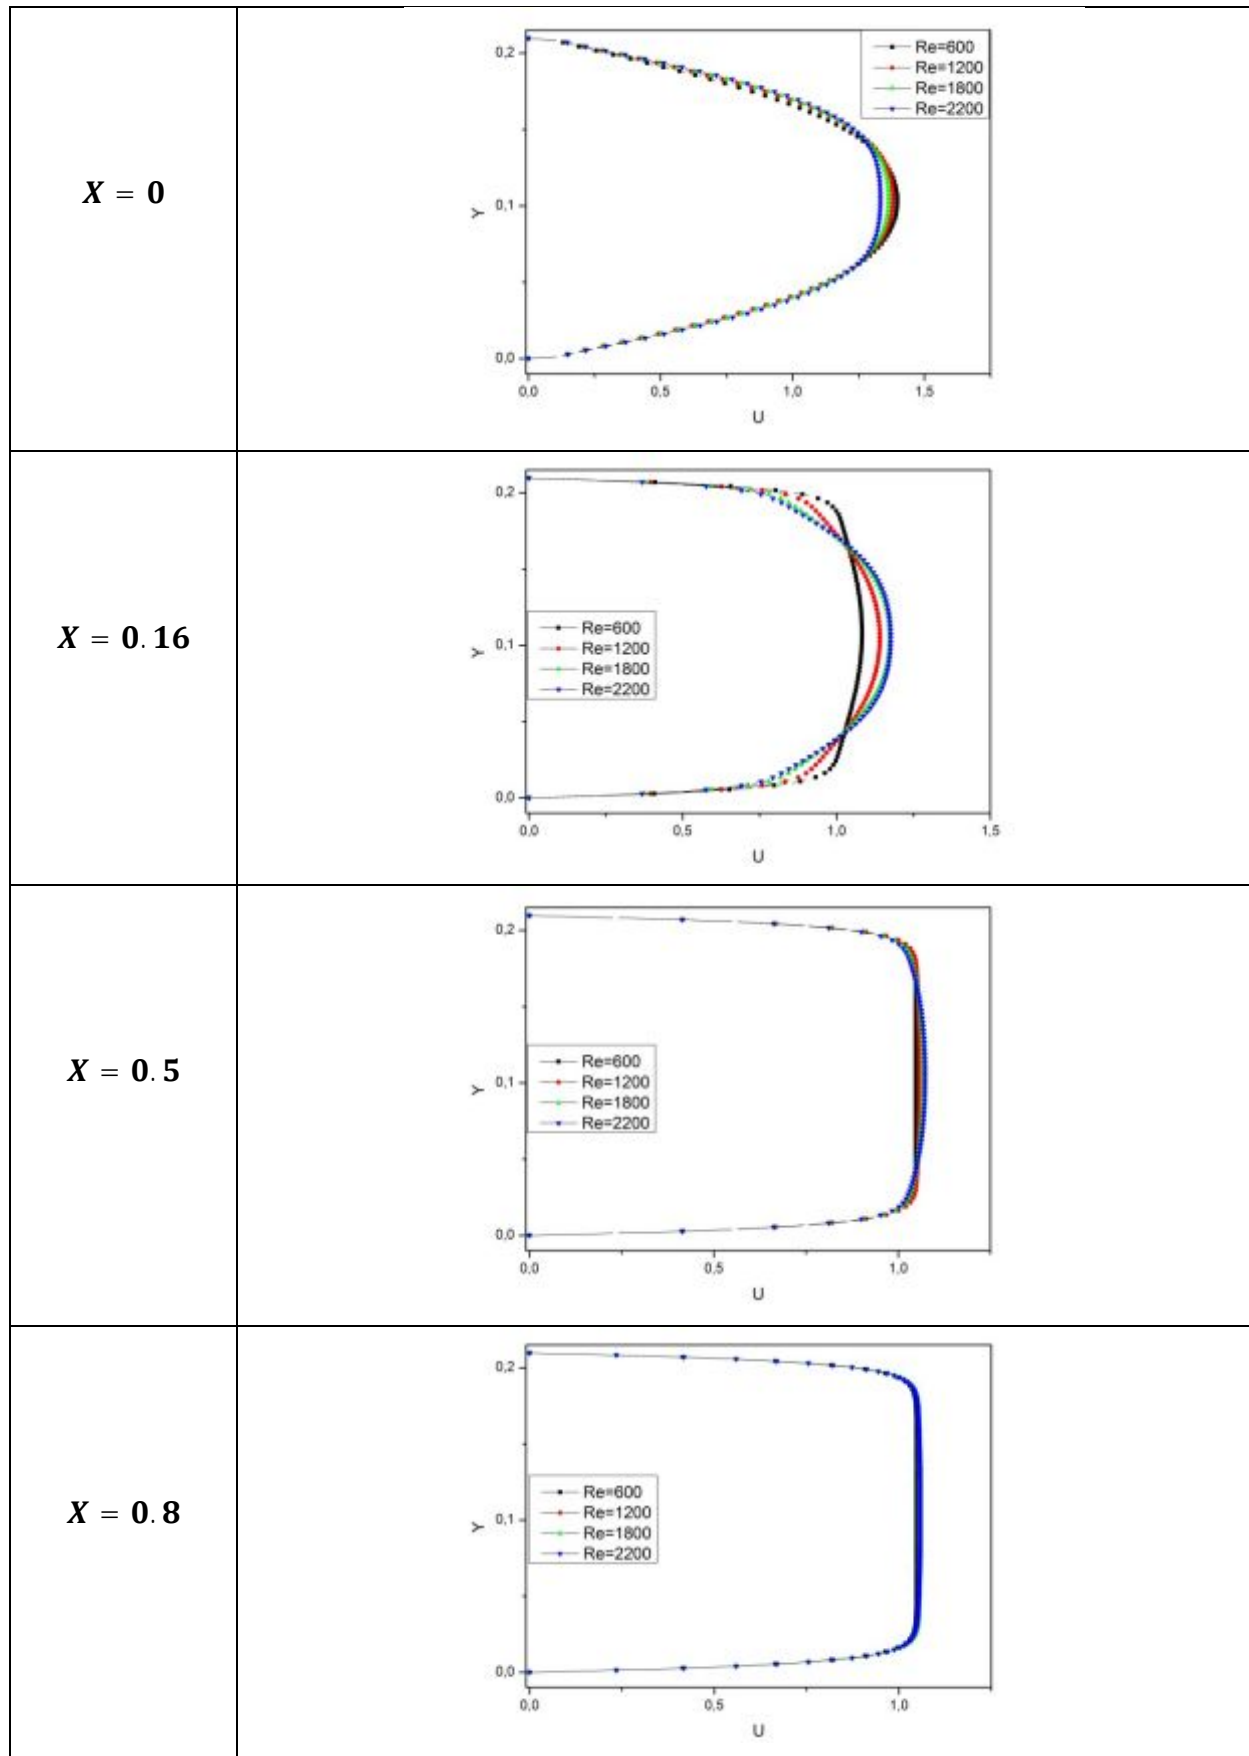 X = 0
Re=600
Re=1200
Re=1800
Re=2200
0,2
0,1
0,0
Y
0,0 0,5 1,0 1,5
U
X = 0.16
0,2
0,1
0,0
Y
Re=600
Re=1200
Re=1800
Re=2200
0,0 0,5 1,0 1,5
U
X = 0.5
0,2
0,1
0,0
Y
Re=600
Re=1200
Re=1800
Re=2200
0,0 0,5 1,0
U
X = 0.8
0,2
0,1
0,0
Y
Re=600
Re=1200
Re=1800
Re=2200
0,0 0,5 1,0
U